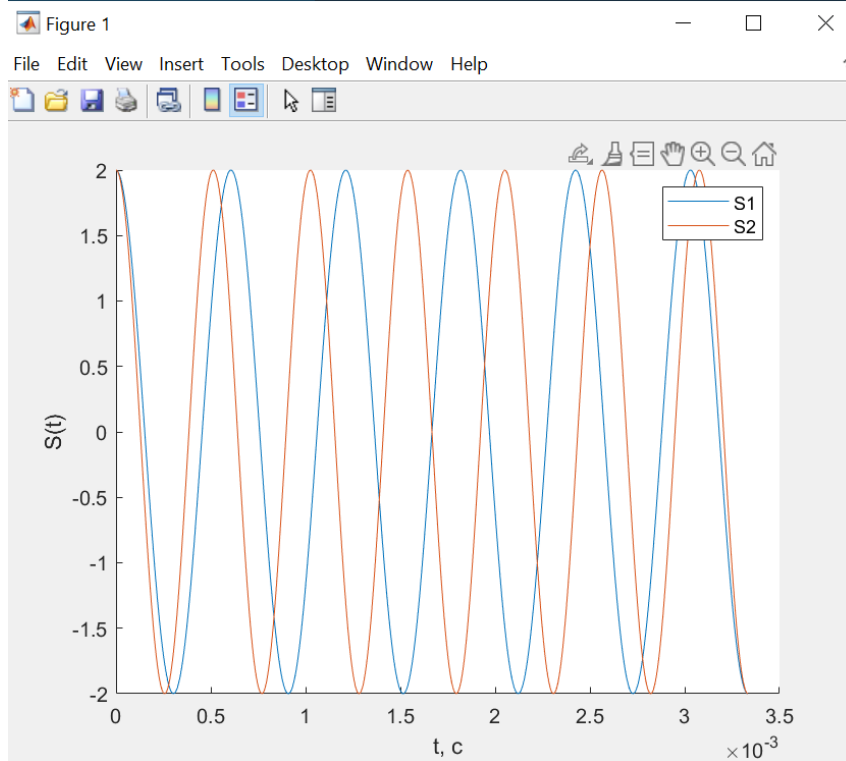 Figure 1
File Edit View Insert Tools Desktop Window Help
S1
S2
2
1.5
1
0.5
0
-0.5
-1
-1.5
-2
S(t)
0 0.5 1 1.5 2 2.5 3 3.5
t, c
×10-3